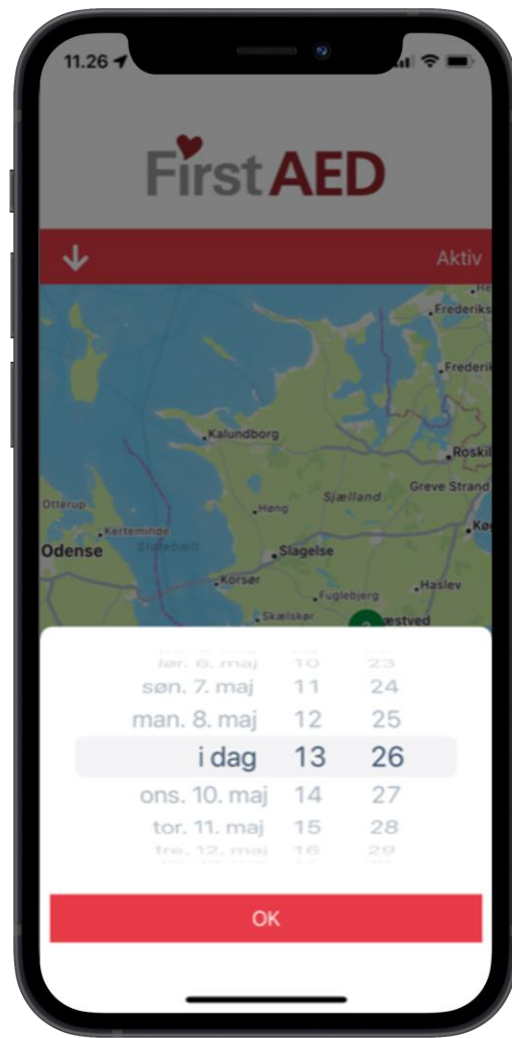 11.26
First AED
Aktiv
Frederiks
Frederik
Kalundborg
Roskil
Sjælland
Greve Strand
Otterup
Høng
Kerteminde
Kø
Odense
Storebælt
Slagelse
Korsør
Haslev
Fuglebjerg
Skælskør
æstved
lør. 6. maj 10 23
søn. 7. maj 11 24
man. 8. maj 12 25
i dag 13 26
ons. 10. maj 14 27
tor. 11. maj 15 28
fre. 12. maj 16 29
OK